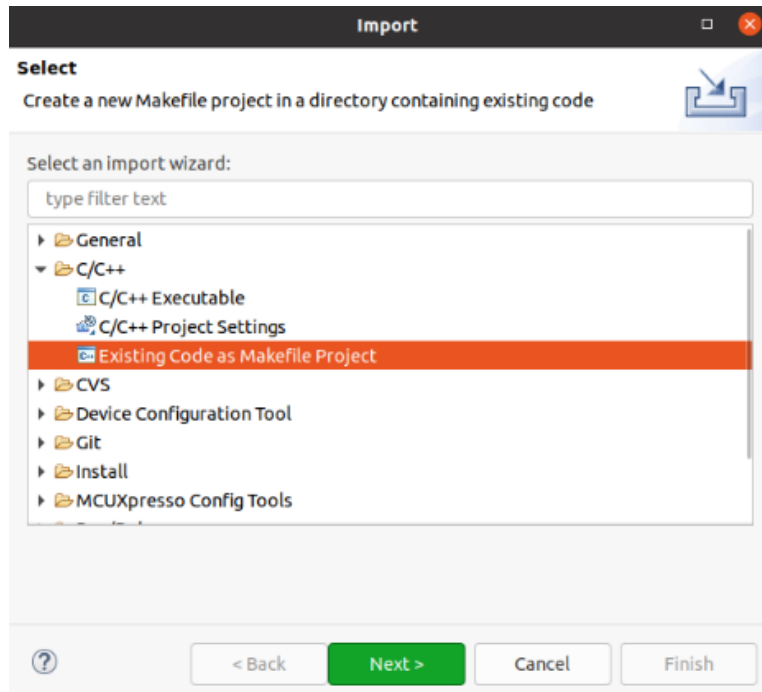 Import
Select
Create a new Makefile project in a directory containing existing code
Select an import wizard:
type filter text
General
C/C++
C/C++ Executable
C/C++ Project Settings
Existing Code as Makefile Project
CVS
Device Configuration Tool
Git
Install
MCUXpresso Config Tools
< Back Next > Cancel Finish